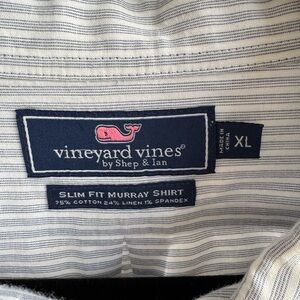 vineyard vines®
by Shep & Ian
MADE IN
CHINA
XL
SLIM FIT MURRAY SHIRT
75% COTTON 24% LINEN 1% SPANDEX